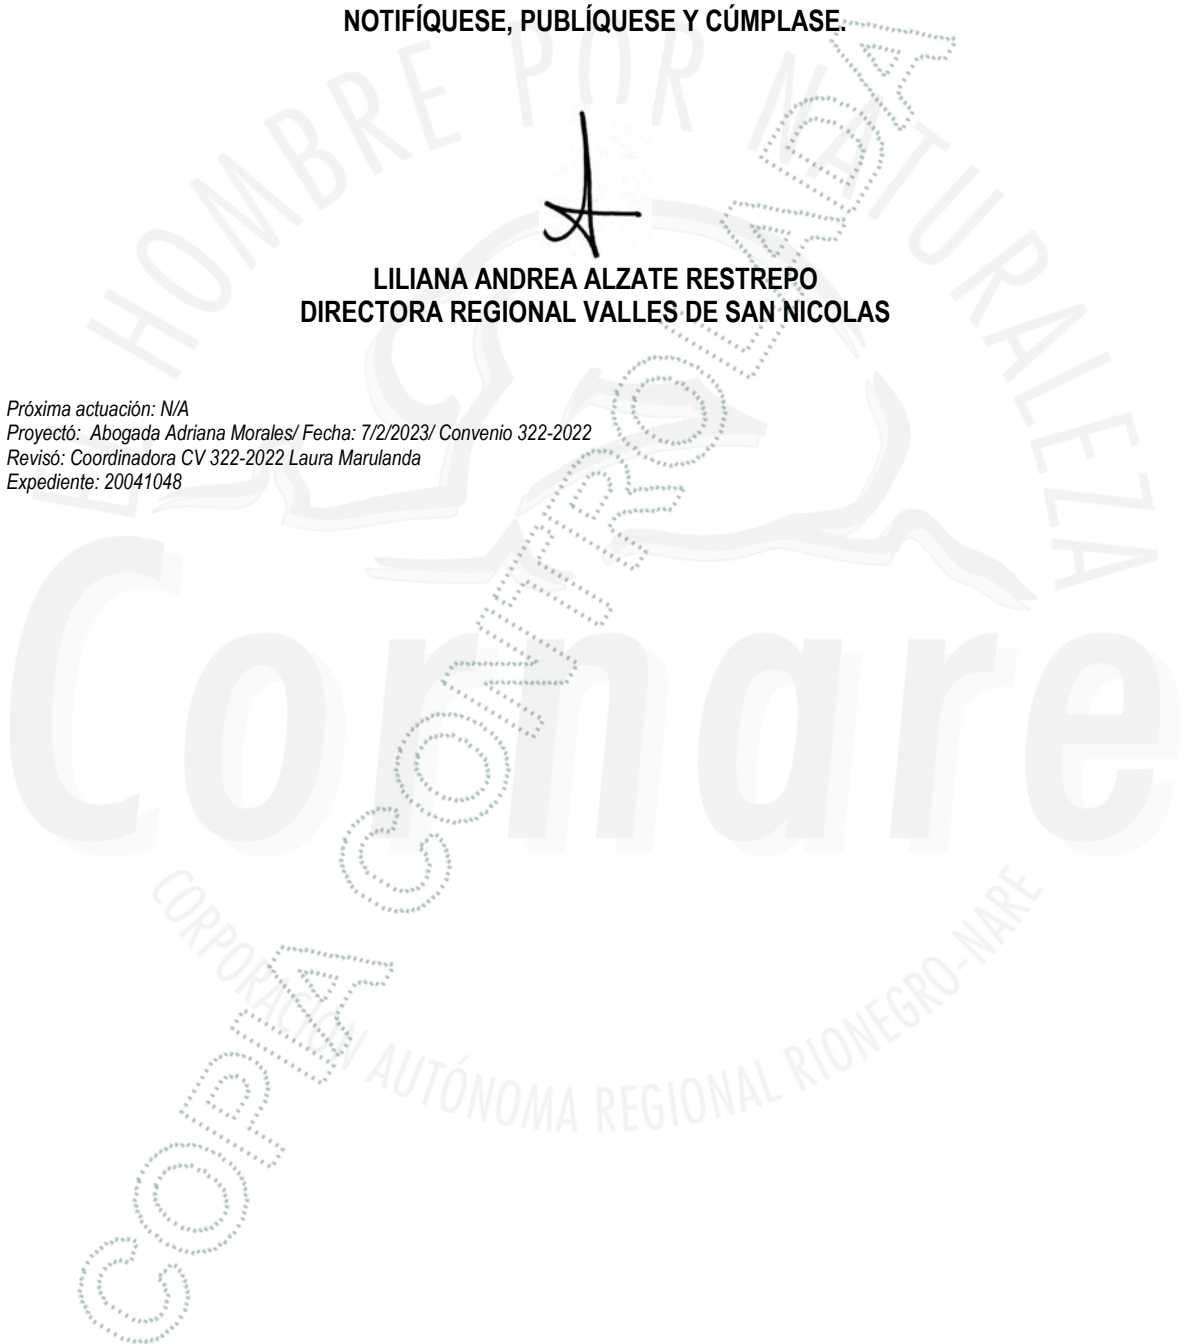 NOTIFÍQUESE, PUBLÍQUESE Y CÚMPLASE.
LILIANA ANDREA ALZATE RESTREPO
DIRECTORA REGIONAL VALLES DE SAN NICOLAS
Próxima actuación: N/A
Proyectó: Abogada Adriana Morales/ Fecha: 7/2/2023/ Convenio 322-2022
Revisó: Coordinadora CV 322-2022 Laura Marulanda
Expediente: 20041048
EL HOMBRE POR NATURALEZA
Cornare
CORPORACIÓN AUTÓNOMA REGIONAL RIONEGRO-NARE
COPIA CONTROLADA